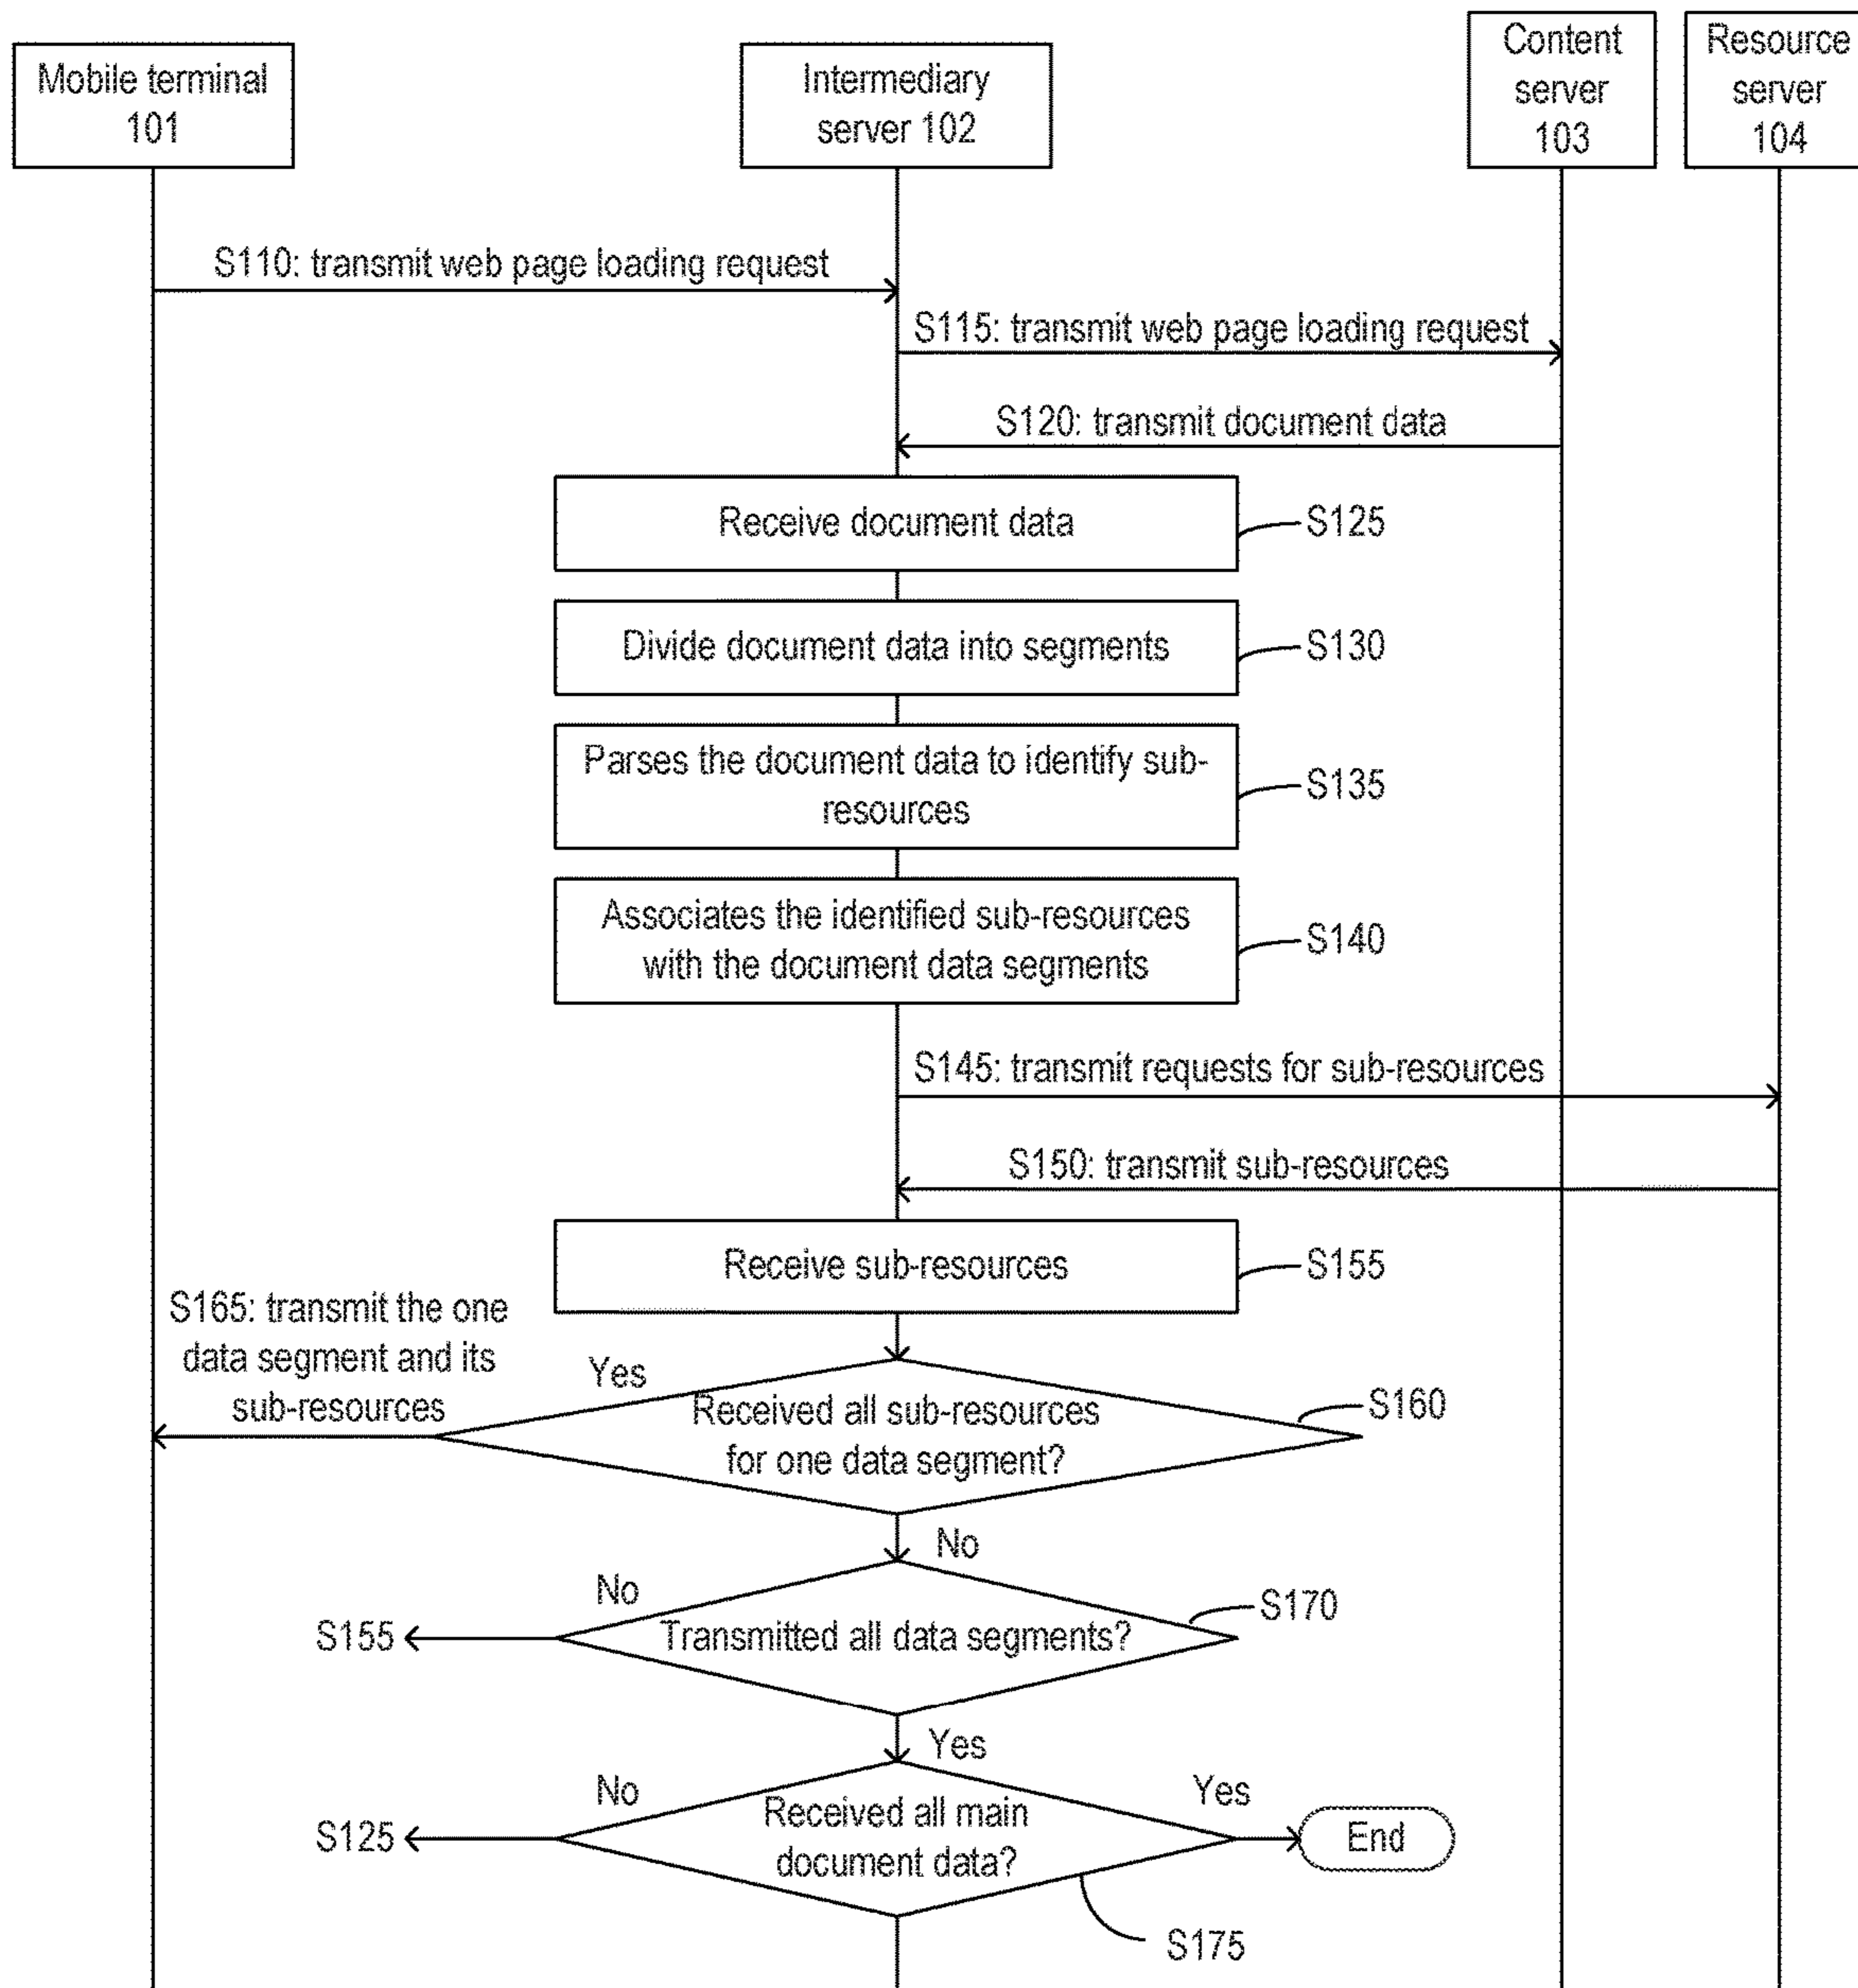 Mobile terminal
101
Intermediary
server 102
Content
server
103
Resource
server
104
S110: transmit web page loading request
S115: transmit web page loading request
S120: transmit document data
Receive document data
S125
Divide document data into segments
S130
Parses the document data to identify sub-
resources
S135
Associates the identified sub-resources
with the document data segments
S140
S145: transmit requests for sub-resources
S150: transmit sub-resources
Receive sub-resources
S155
S165: transmit the one
data segment and its
sub-resources
Yes
Received all sub-resources
for one data segment?
S160
No
No
Transmitted all data segments?
S170
S155
Yes
No
Received all main
document data?
Yes
S125
End
S175